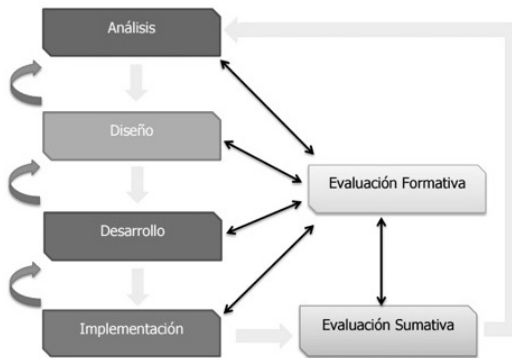 Análisis
Diseño
Evaluación Formativa
Desarrollo
Implementación
Evaluación Sumativa